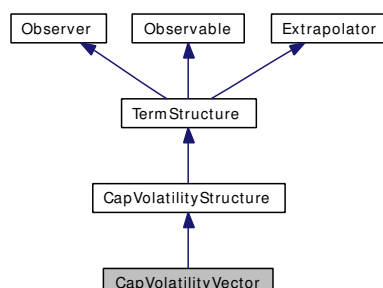 Observer Observable Extrapolator
TermStructure
CapVolatilityStructure
CapVolatilityVector